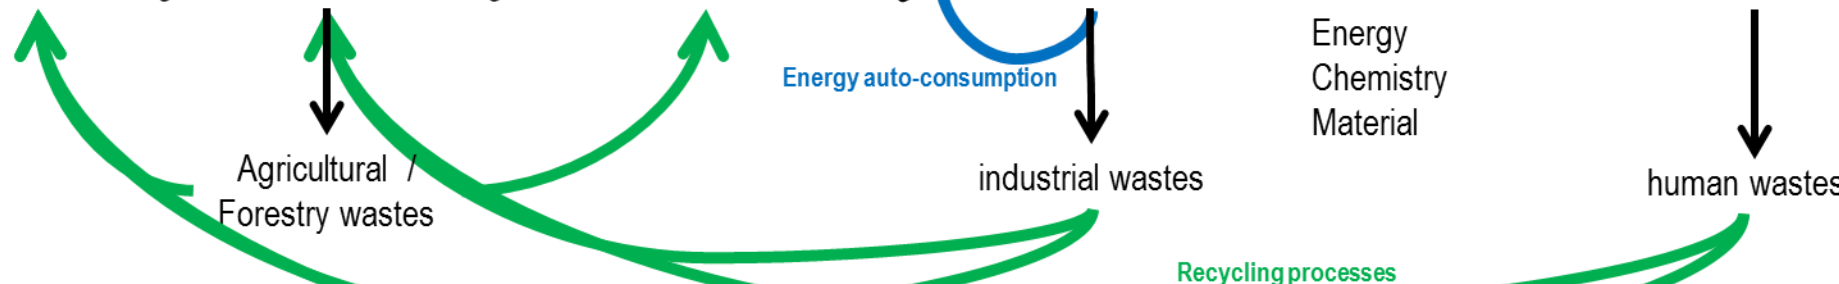 Energy
Energy auto-consumption
Chemistry
Material
Agricultural /
Forestry wastes
industrial wastes
human wastes
Recycling processes